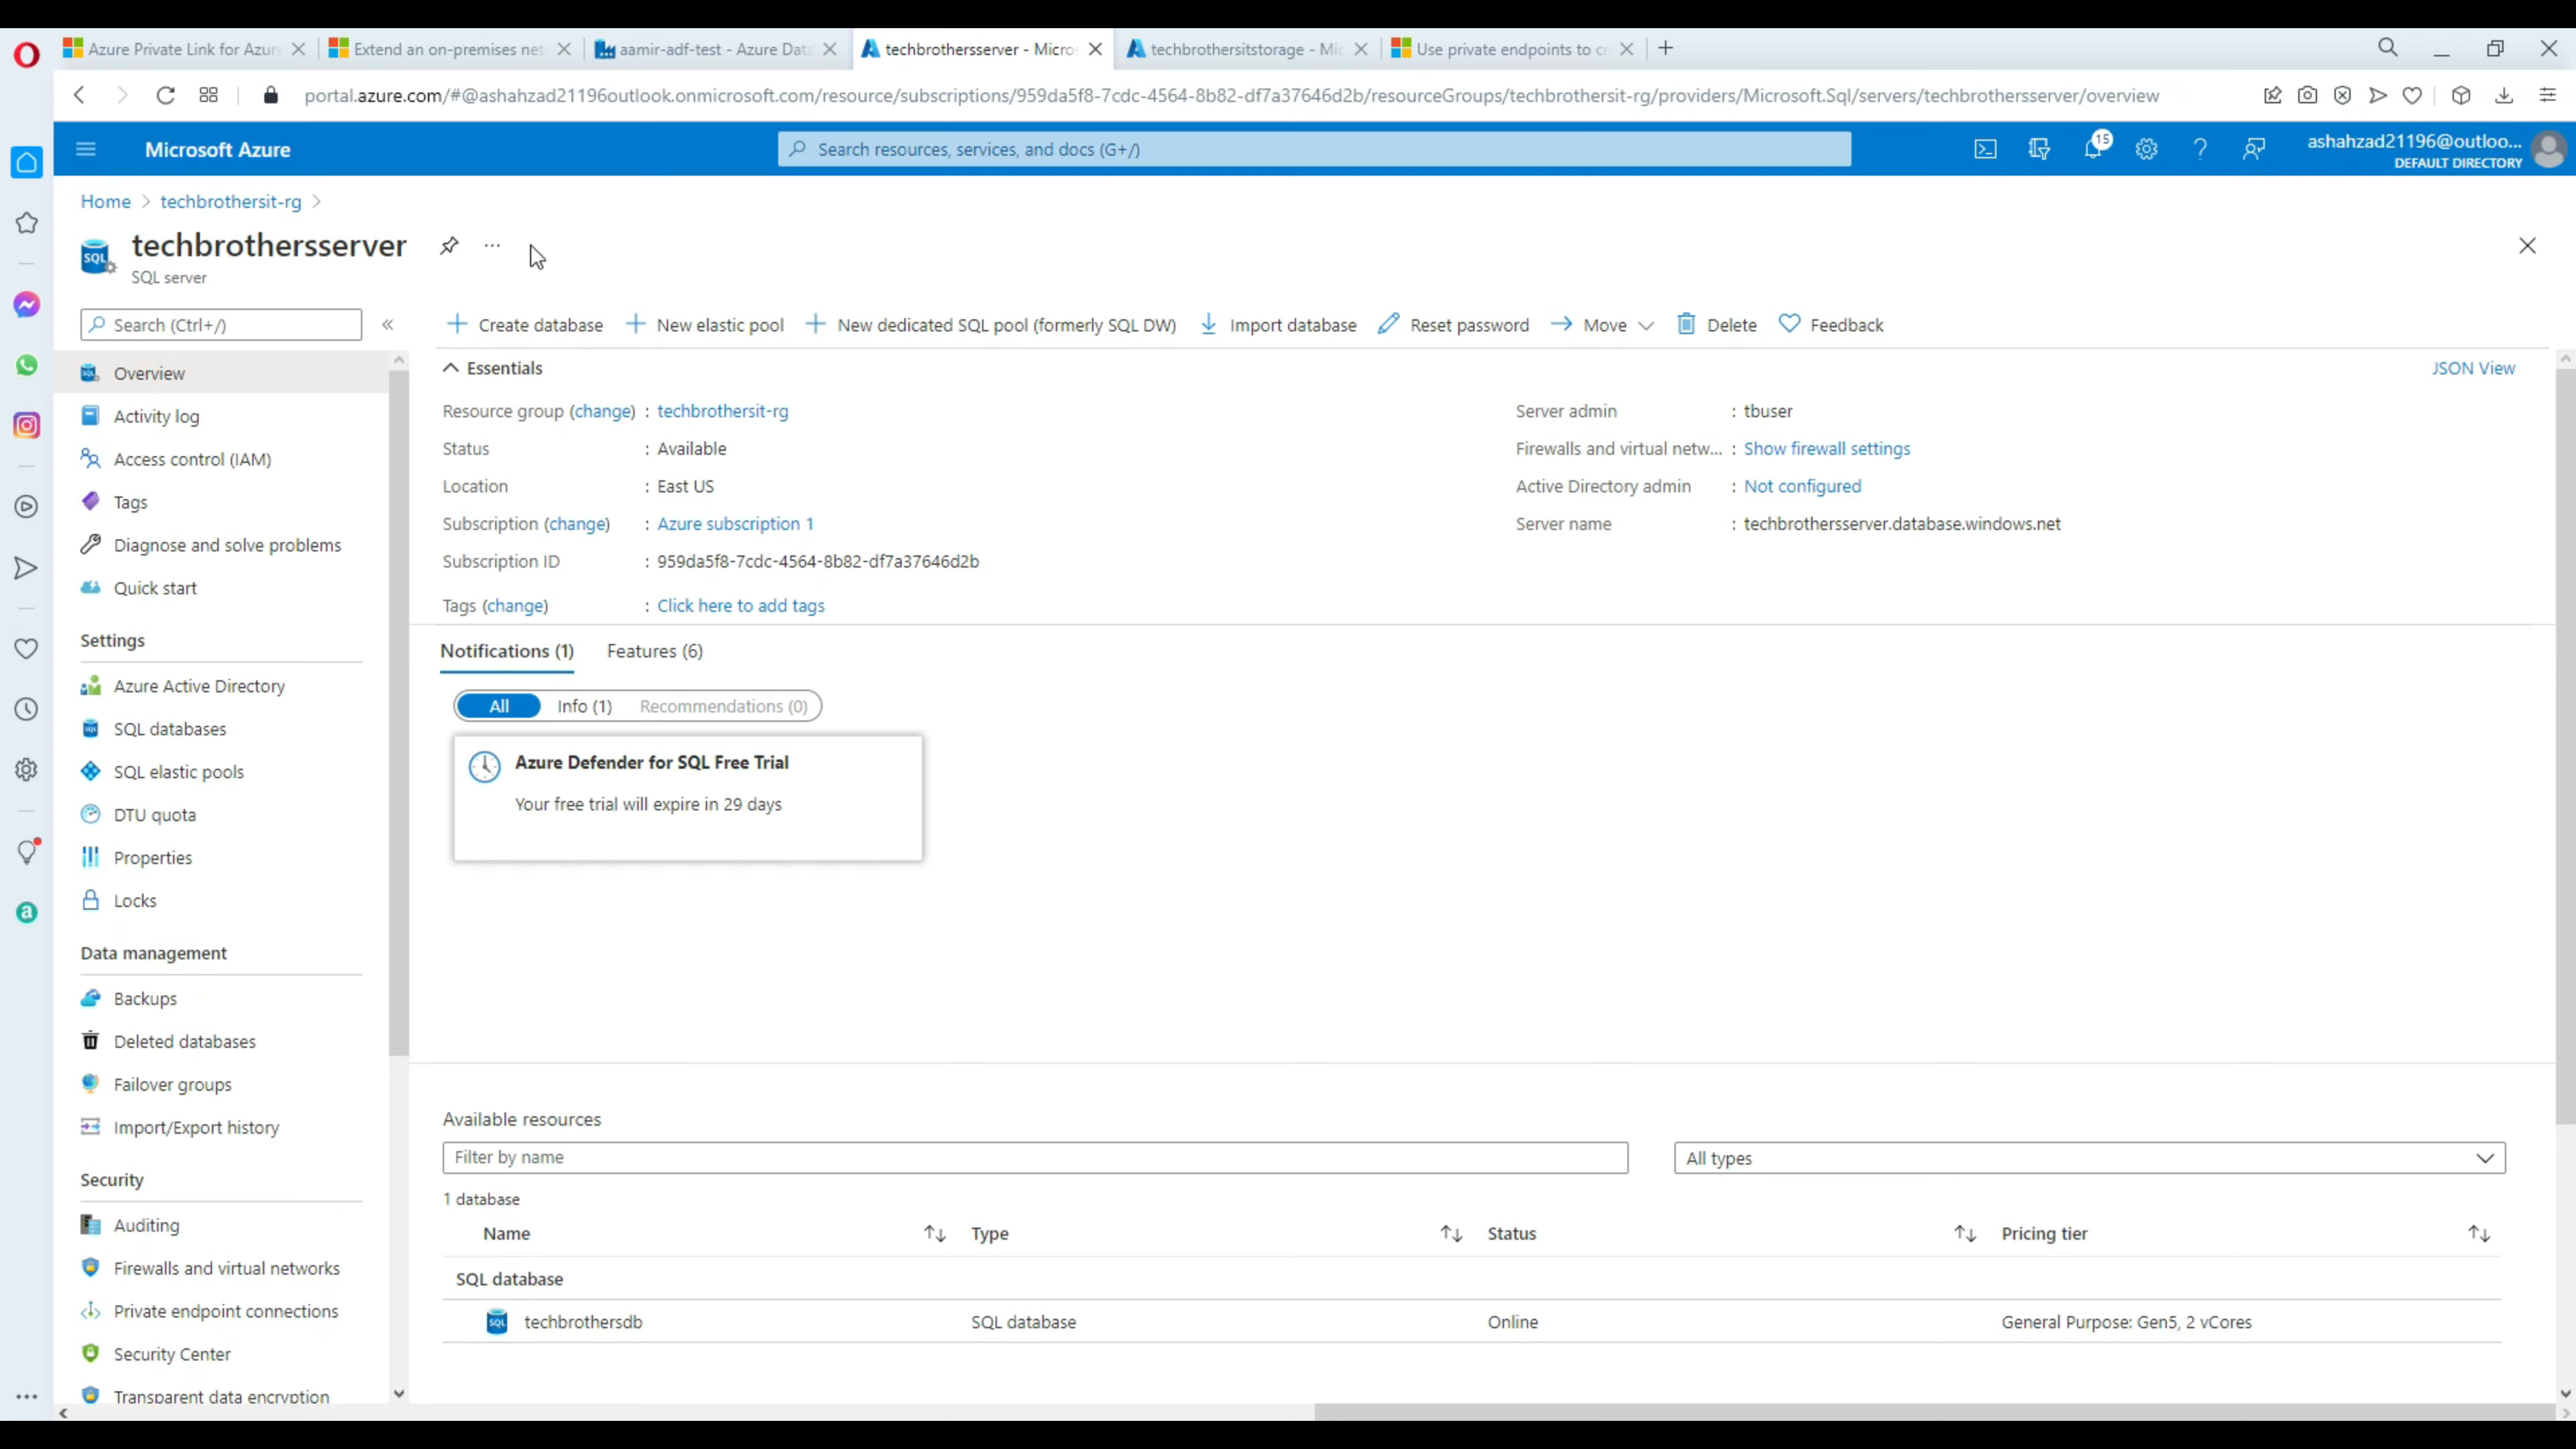 Azure Private Link for Azure
Extend an on-premises net
aamir-adf-test - Azure Data
techbrothersserver - Micros
techbrothersitstorage - Mic
Use private endpoints to cr
portal.azure.com/#@ashahzad21196outlook.onmicrosoft.com/resource/subscriptions/959da5f8-7cdc-4564-8b82-df7a37646d2b/resourceGroups/techbrothersit-rg/providers/Microsoft.Sql/servers/techbrothersserver/overview
Microsoft Azure
Search resources, services, and docs (G+/)
15
ashahzad21196@outloo...
DEFAULT DIRECTORY
Home > techbrothersit-rg >
techbrothersserver
...
SQL server
Search (Ctrl+/)
«
Create database
New elastic pool
New dedicated SQL pool (formerly SQL DW)
Import database
Reset password
Move
Delete
Feedback
Overview
Activity log
Access control (IAM)
Tags
Diagnose and solve problems
Quick start
Settings
Azure Active Directory
SQL databases
SQL elastic pools
DTU quota
Properties
Locks
Data management
Backups
Deleted databases
Failover groups
Import/Export history
Security
Auditing
Firewalls and virtual networks
Private endpoint connections
Security Center
Transparent data encryption
Essentials
JSON View
Resource group (change) : techbrothersit-rg
Status : Available
Location : East US
Subscription (change) : Azure subscription 1
Subscription ID : 959da5f8-7cdc-4564-8b82-df7a37646d2b
Tags (change) : Click here to add tags
Server admin : tbuser
Firewalls and virtual netw... : Show firewall settings
Active Directory admin : Not configured
Server name : techbrothersserver.database.windows.net
Notifications (1)
Features (6)
All
Info (1)
Recommendations (0)
Azure Defender for SQL Free Trial
Your free trial will expire in 29 days
Available resources
Filter by name
All types
1 database
Name
Type
Status
Pricing tier
SQL database
techbrothersdb
SQL database
Online
General Purpose: Gen5, 2 vCores